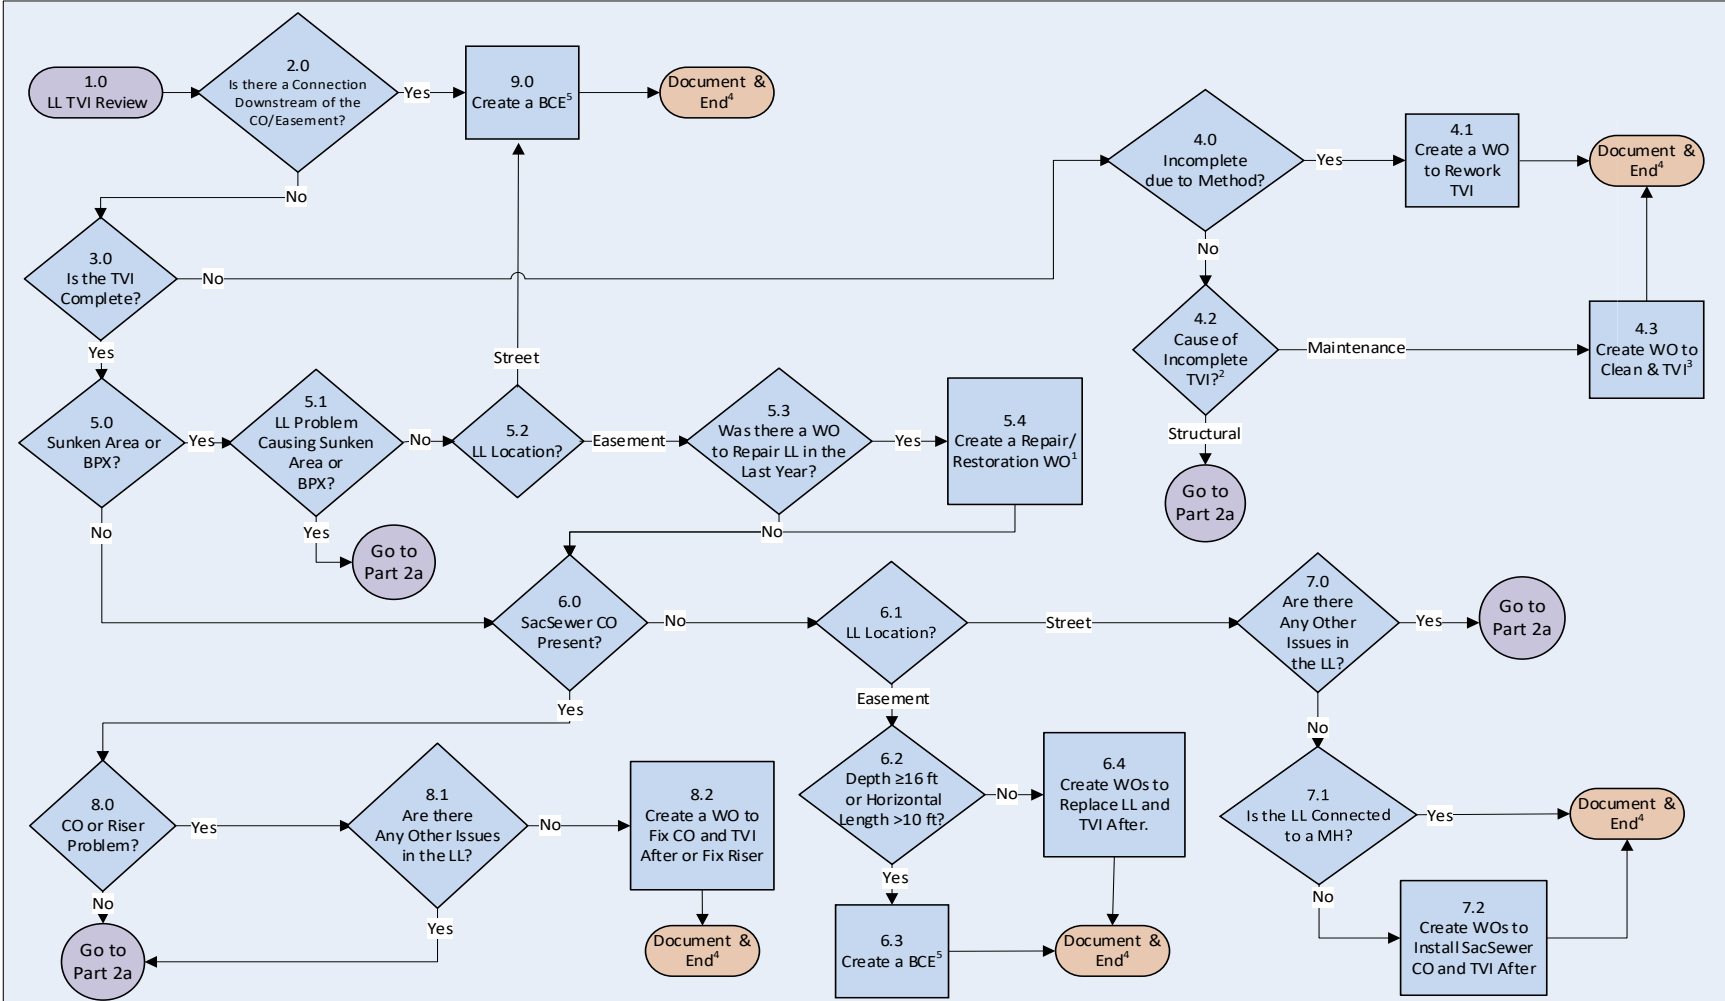 1.0
LL TVI Review
2.0
Is there a Connection
Downstream of the
CO/Easement?
Yes
9.0
Create a BCE⁵
Document &
End⁴
No
3.0
Is the TVI
Complete?
No
Yes
4.0
Incomplete
due to Method?
Yes
4.1
Create a WO
to Rework
TVI
Document &
End⁴
No
4.2
Cause of
Incomplete
TVI?²
Maintenance
4.3
Create WO to
Clean & TVI³
Structural
Go to
Part 2a
5.0
Sunken Area or
BPX?
Yes
5.1
LL Problem
Causing Sunken
Area or
BPX?
No
Street
5.2
LL Location?
Easement
5.3
Was there a WO
to Repair LL in the
Last Year?
Yes
5.4
Create a Repair/
Restoration WO¹
No
Yes
Go to
Part 2a
No
6.0
SacSewer CO
Present?
No
6.1
LL Location?
Street
7.0
Are there
Any Other
Issues in
the LL?
Yes
Go to
Part 2a
Yes
Easement
No
8.0
CO or Riser
Problem?
Yes
8.1
Are there
Any Other Issues
in the LL?
No
8.2
Create a WO to
Fix CO and TVI
After or Fix Riser
6.2
Depth ≥16 ft
or Horizontal
Length >10 ft?
No
6.4
Create WOs to
Replace LL and
TVI After.
7.1
Is the LL Connected
to a MH?
Yes
Document &
End⁴
No
Go to
Part 2a
Yes
Document &
End⁴
Yes
6.3
Create a BCE⁵
Document &
End⁴
No
7.2
Create WOs to
Install SacSewer
CO and TVI After